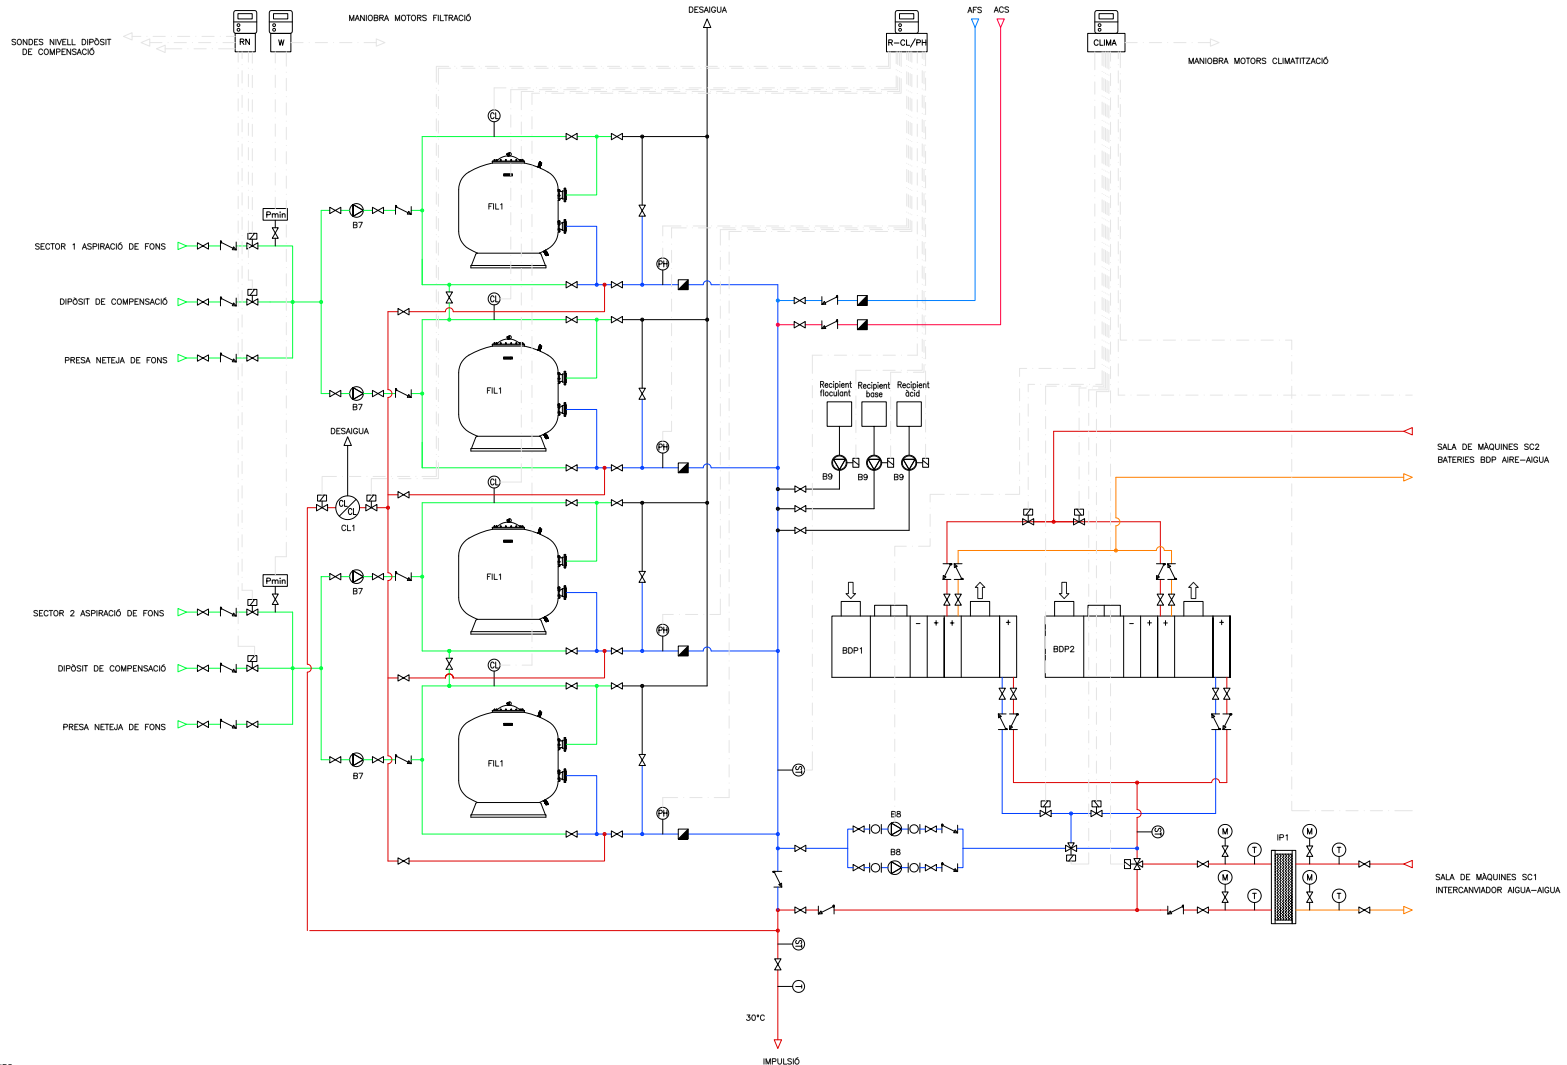 SONDES NIVELL DIPÒSIT
DE COMPENSACIÓ
RN
W
MANIOBRA MOTORS FILTRACIÓ
DESAIGUA
R-CL/PH
AFS
ACS
CLIMA
MANIOBRA MOTORS CLIMATITZACIÓ
CL
FIL1
Pmin
B7
SECTOR 1 ASPIRACIÓ DE FONS
PH
DIPÒSIT DE COMPENSACIÓ
CL
PRESA NETEJA DE FONS
FIL1
B7
Recipient
floculant
Recipient
base
Recipient
àcid
DESAIGUA
PH
B9
B9
B9
SALA DE MÀQUINES SC2
BATERIES BDP AIRE-AIGUA
CL
CL
CL
CL1
FIL1
Pmin
B7
SECTOR 2 ASPIRACIÓ DE FONS
PH
- + +
+
BDP1
- + +
+
BDP2
DIPÒSIT DE COMPENSACIÓ
CL
PRESA NETEJA DE FONS
FIL1
B7
ST
PH
B8
B8
ST
M
T
IP1
M
T
M
T
M
T
SALA DE MÀQUINES SC1
INTERCANVIADOR AIGUA-AIGUA
ST
T
30°C
IMPULSIÓ